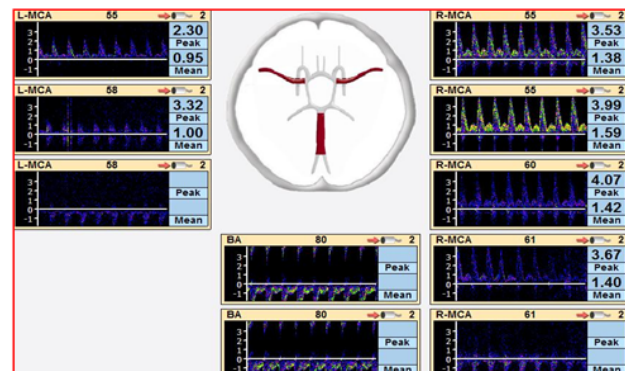 L-MCA 55 2
3 2 1 0 -1
2.30
Peak
0.95
Mean
L-MCA 58 2
3 2 1 0 -1
3.32
Peak
1.00
Mean
L-MCA 58 2
3 2 1 0 -1
Peak
Mean
BA 80 2
3 2 1 0 -1
Peak
Mean
BA 80 2
3 2 1 0 -1
Peak
Mean
R-MCA 55 2
3 2 1 0 -1
3.53
Peak
1.38
Mean
R-MCA 55 2
3 2 1 0 -1
3.99
Peak
1.59
Mean
R-MCA 60 2
3 2 1 0 -1
4.07
Peak
1.42
Mean
R-MCA 61 2
3 2 1 0 -1
3.67
Peak
1.40
Mean
R-MCA 61 2
3 2 1 0 -1
Peak
Mean